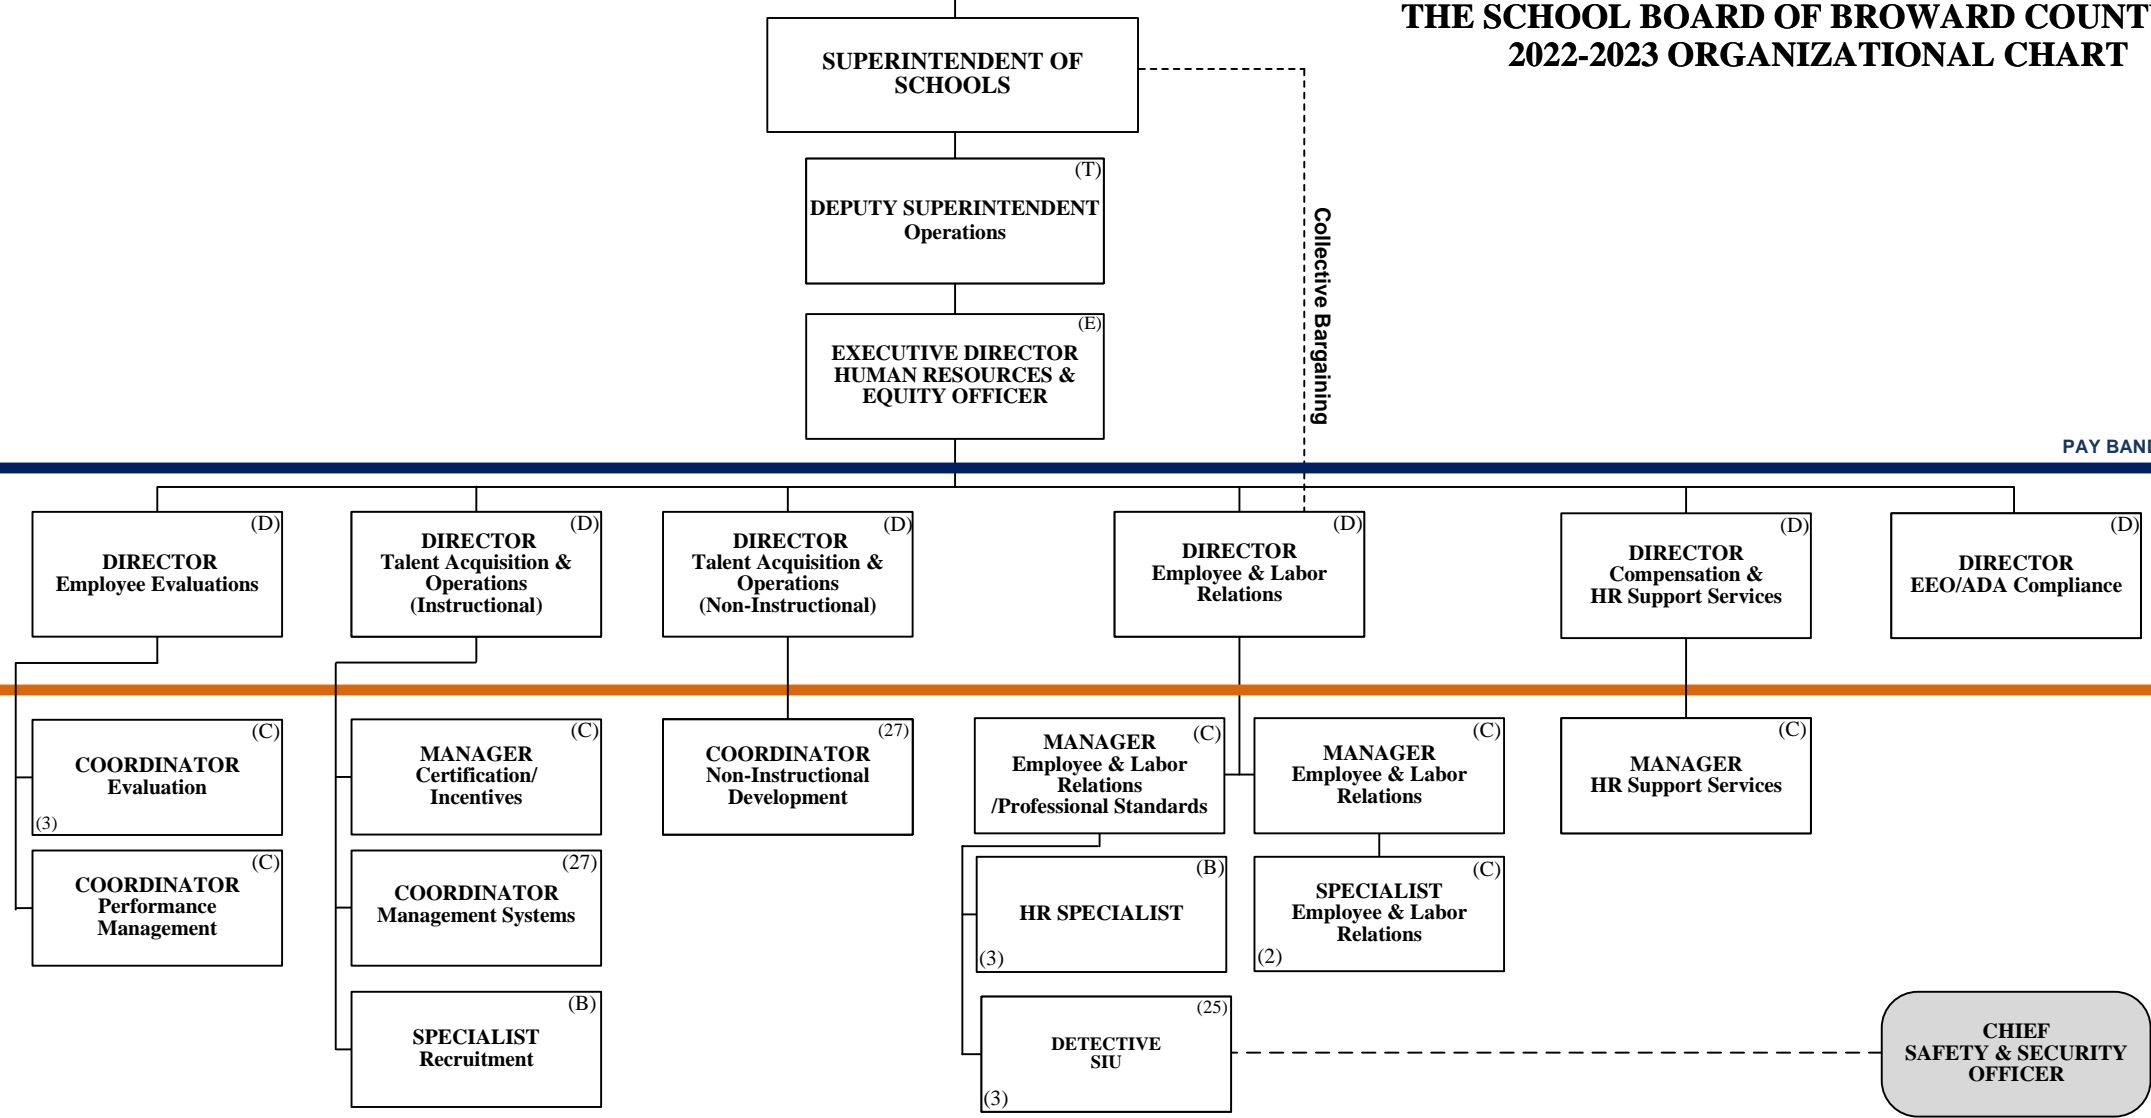 THE SCHOOL BOARD OF BROWARD COUNT
2022-2023 ORGANIZATIONAL CHART
SUPERINTENDENT OF
SCHOOLS
(T)
DEPUTY SUPERINTENDENT
Operations
Collective Bargaining
(E)
EXECUTIVE DIRECTOR
HUMAN RESOURCES &
EQUITY OFFICER
PAY BAND
(D)
DIRECTOR
Employee Evaluations
(D)
DIRECTOR
Talent Acquisition &
Operations
(Instructional)
(D)
DIRECTOR
Talent Acquisition &
Operations
(Non-Instructional)
(D)
DIRECTOR
Employee & Labor
Relations
(D)
DIRECTOR
Compensation &
HR Support Services
(D)
DIRECTOR
EEO/ADA Compliance
(C)
COORDINATOR
Evaluation
(3)
(C)
MANAGER
Certification/
Incentives
(27)
COORDINATOR
Non-Instructional
Development
(C)
MANAGER
Employee & Labor
Relations
/Professional Standards
(C)
MANAGER
Employee & Labor
Relations
(C)
MANAGER
HR Support Services
(C)
COORDINATOR
Performance
Management
(27)
COORDINATOR
Management Systems
(B)
HR SPECIALIST
(3)
(C)
SPECIALIST
Employee & Labor
Relations
(2)
(B)
SPECIALIST
Recruitment
(25)
DETECTIVE
SIU
(3)
CHIEF
SAFETY & SECURITY
OFFICER